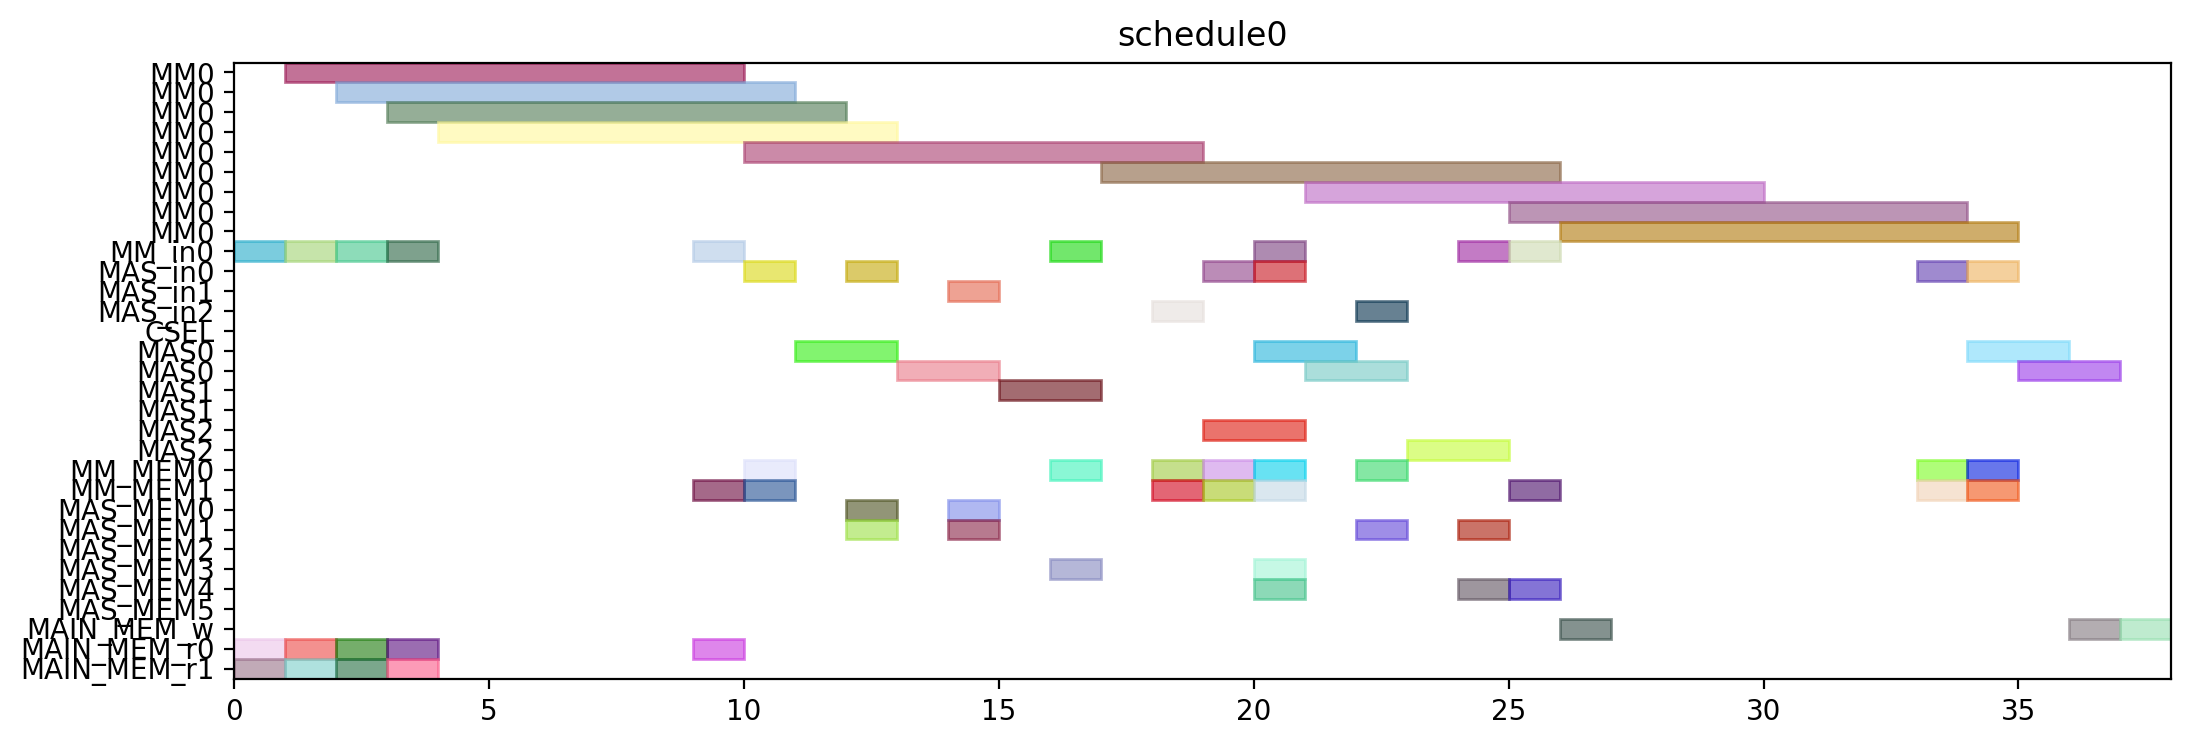 schedule0
MM0
MM0
MM0
MM0
MM0
MM0
MM0
MM0
MM0
MM_in0
MAS_in0
MAS_in1
MAS_in2
CSEL
MAS0
MAS0
MAS1
MAS1
MAS2
MAS2
MM_MEM0
MM_MEM1
MAS_MEM0
MAS_MEM1
MAS_MEM2
MAS_MEM3
MAS_MEM4
MAS_MEM5
MAIN_MEM_w
MAIN_MEM_r0
MAIN_MEM_r1
0 5 10 15 20 25 30 35